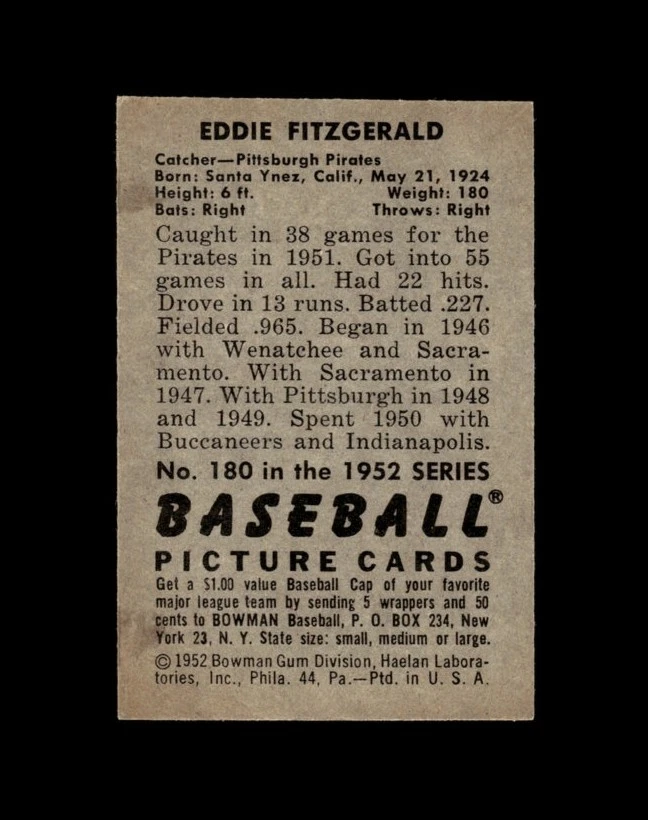 EDDIE FITZGERALD
Catcher—Pittsburgh Pirates
Born: Santa Ynez, Calif., May 21, 1924
Height: 6 ft. Weight: 180
Bats: Right Throws: Right
Caught in 38 games for the
Pirates in 1951. Got into 55
games in all. Had 22 hits.
Drove in 13 runs. Batted .227.
Fielded .965. Began in 1946
with Wenatchee and Sacra-
mento. With Sacramento in
1947. With Pittsburgh in 1948
and 1949. Spent 1950 with
Buccaneers and Indianapolis.
No. 180 in the 1952 SERIES
BASEBALL®
PICTURE CARDS
Get a $1.00 value Baseball Cap of your favorite
major league team by sending 5 wrappers and 50
cents to BOWMAN Baseball, P. O. BOX 234, New
York 23, N. Y. State size: small, medium or large.
© 1952 Bowman Gum Division, Haelan Labora-
tories, Inc., Phila. 44, Pa.—Ptd. in U. S. A.